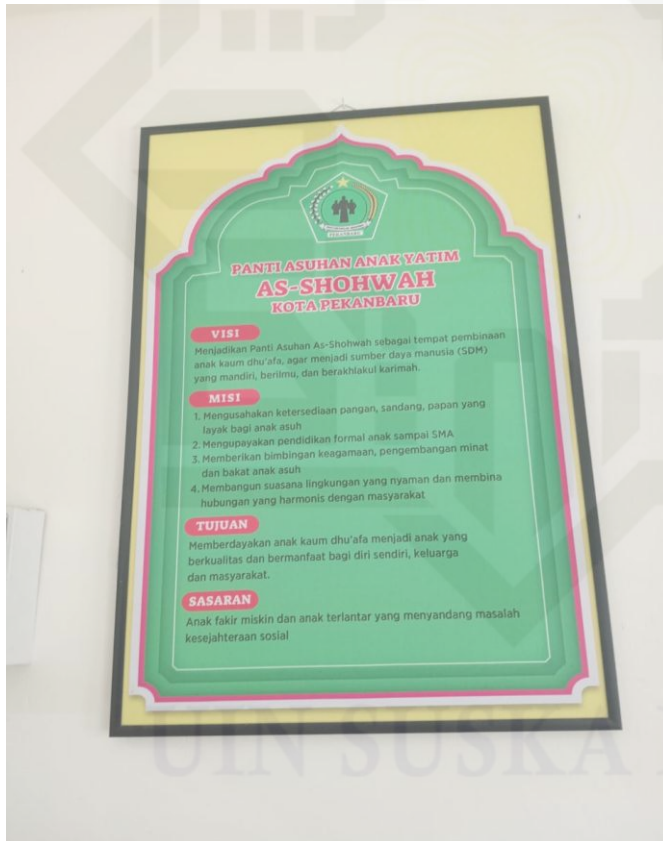 PANTI ASUHAN ANAK YATIM
AS-SHOHWAH
KOTA PEKANBARU
VISI
Menjadikan Panti Asuhan As-Shohwah sebagai tempat pembinaan
anak kaum dhu'afa, agar menjadi sumber daya manusia (SDM)
yang mandiri, berilmu, dan berakhlakul karimah.
MISI
1. Mengusahakan ketersediaan pangan, sandang, papan yang
layak bagi anak asuh
2. Mengupayakan pendidikan formal anak sampai SMA
3. Memberikan bimbingan keagamaan, pengembangan minat
dan bakat anak asuh
4. Membangun suasana lingkungan yang nyaman dan membina
hubungan yang harmonis dengan masyarakat
TUJUAN
Memberdayakan anak kaum dhu'afa menjadi anak yang
berkualitas dan bermanfaat bagi diri sendiri, keluarga
dan masyarakat.
SASARAN
Anak fakir miskin dan anak terlantar yang menyandang masalah
kesejahteraan sosial
UIN SUSKA